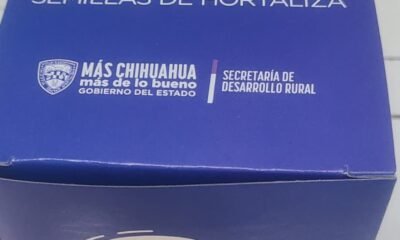 SEMILLAS DE HORTALIZA
MÁS CHIHUAHUA
más de lo bueno
GOBIERNO DEL ESTADO
SECRETARÍA DE
DESARROLLO RURAL